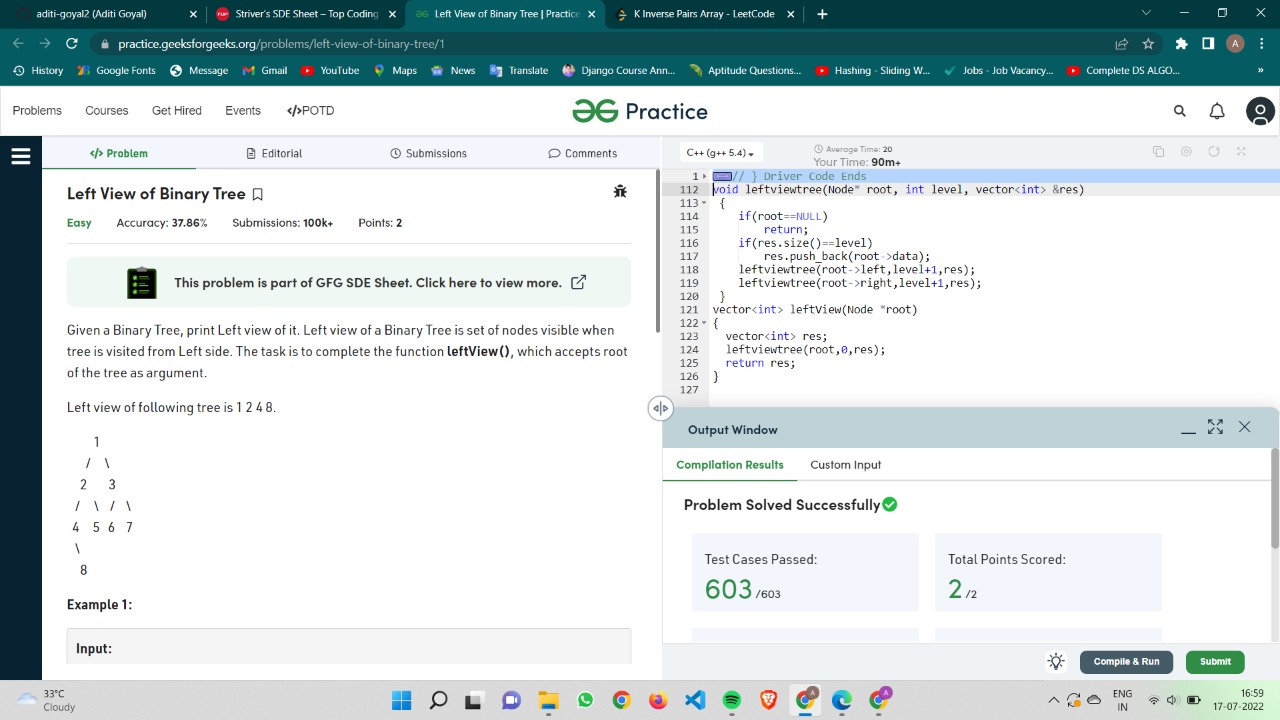 aditi-goyal2 (Aditi Goyal)
Striver's SDE Sheet – Top Coding
Left View of Binary Tree | Practice
K Inverse Pairs Array - LeetCode
practice.geeksforgeeks.org/problems/left-view-of-binary-tree/1
A
History
Google Fonts
Message
Gmail
YouTube
Maps
News
Translate
Django Course Ann...
Aptitude Questions...
Hashing - Sliding W...
Jobs - Job Vacancy...
Complete DS ALGO...
»
Problems
Courses
Get Hired
Events
</>POTD
Practice
</> Problem
Editorial
Submissions
Comments
Left View of Binary Tree
Easy Accuracy: 37.86% Submissions: 100k+ Points: 2
This problem is part of GFG SDE Sheet. Click here to view more.
Given a Binary Tree, print Left view of it. Left view of a Binary Tree is set of nodes visible when
tree is visited from Left side. The task is to complete the function leftView(), which accepts root
of the tree as argument.
Left view of following tree is 1 2 4 8.
1
/ \
2 3
/ \ / \
4 5 6 7
\
8
Example 1:
Input:
C++ (g++ 5.4)
Average Time: 20
Your Time: 90m+
1 // } Driver Code Ends
112 void leftviewtree(Node* root, int level, vector<int> &res)
113 {
114 if(root==NULL)
115 return;
116 if(res.size()==level)
117 res.push_back(root->data);
118 leftviewtree(root->left,level+1,res);
119 leftviewtree(root->right,level+1,res);
120 }
121 vector<int> leftView(Node *root)
122 {
123 vector<int> res;
124 leftviewtree(root,0,res);
125 return res;
126 }
127
Output Window
Compilation Results
Custom Input
Problem Solved Successfully
Test Cases Passed:
603 /603
Total Points Scored:
2 /2
Compile & Run
Submit
33°C
Cloudy
A
A
ENG
IN
16:59
17-07-2022